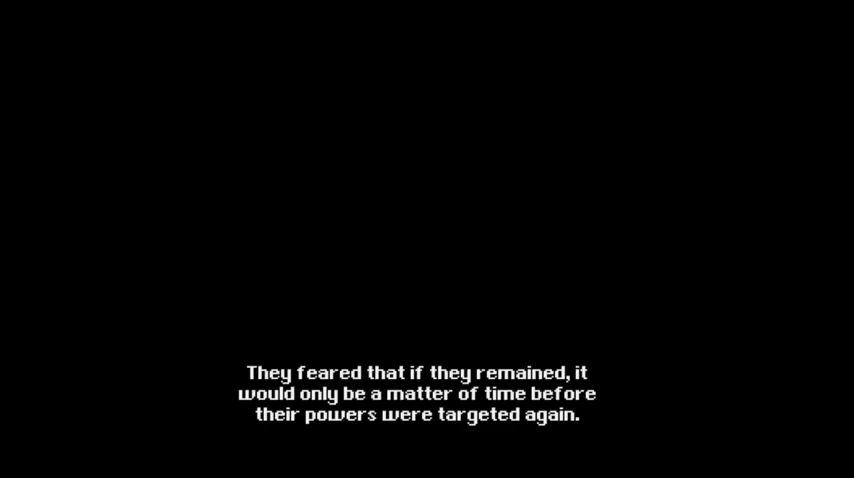 They feared that if they remained, it
would only be a matter of time before
their powers were targeted again.